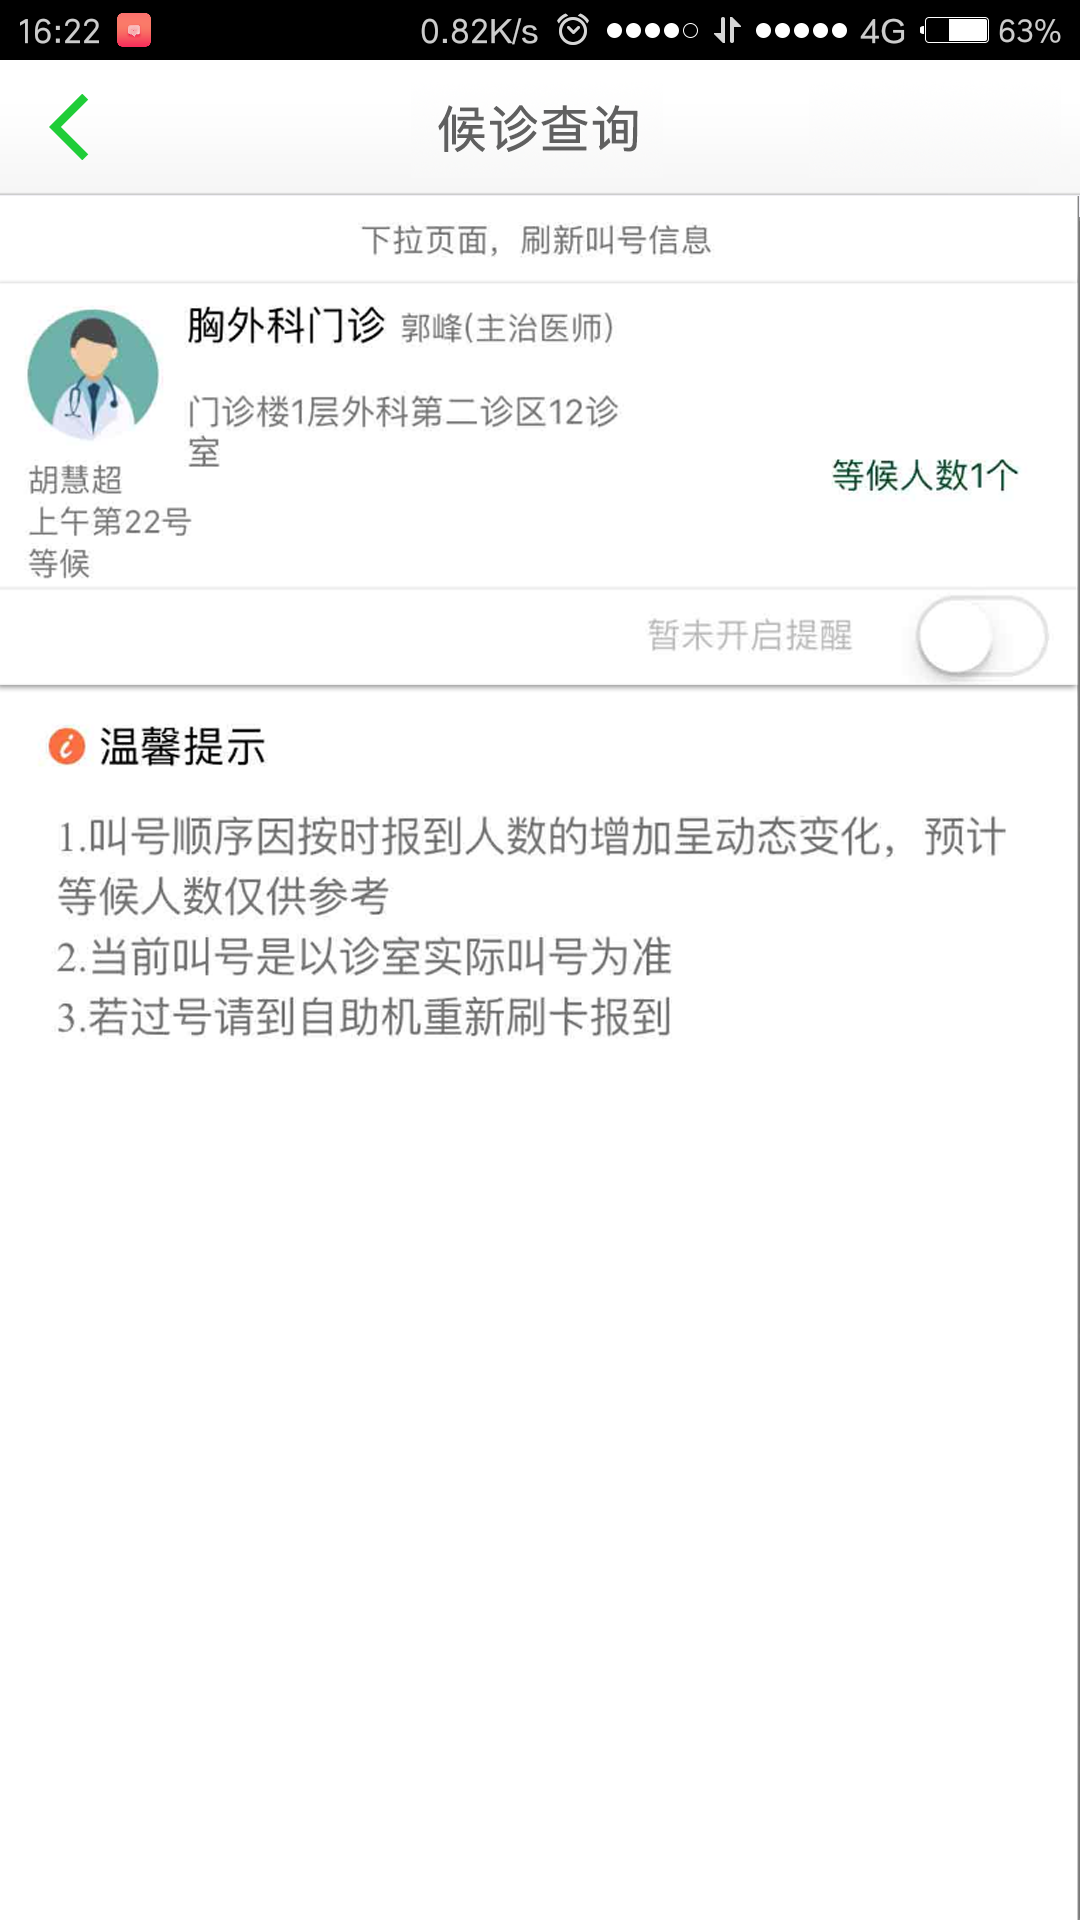 16:22 0.82K/s 4G 63%
候诊查询
下拉页面，刷新叫号信息
胸外科门诊 郭峰(主治医师)
门诊楼1层外科第二诊区12诊
室
胡慧超
等候人数1个
上午第22号
等候
暂未开启提醒
温馨提示
1.叫号顺序因按时报到人数的增加呈动态变化，预计
等候人数仅供参考
2.当前叫号是以诊室实际叫号为准
3.若过号请到自助机重新刷卡报到